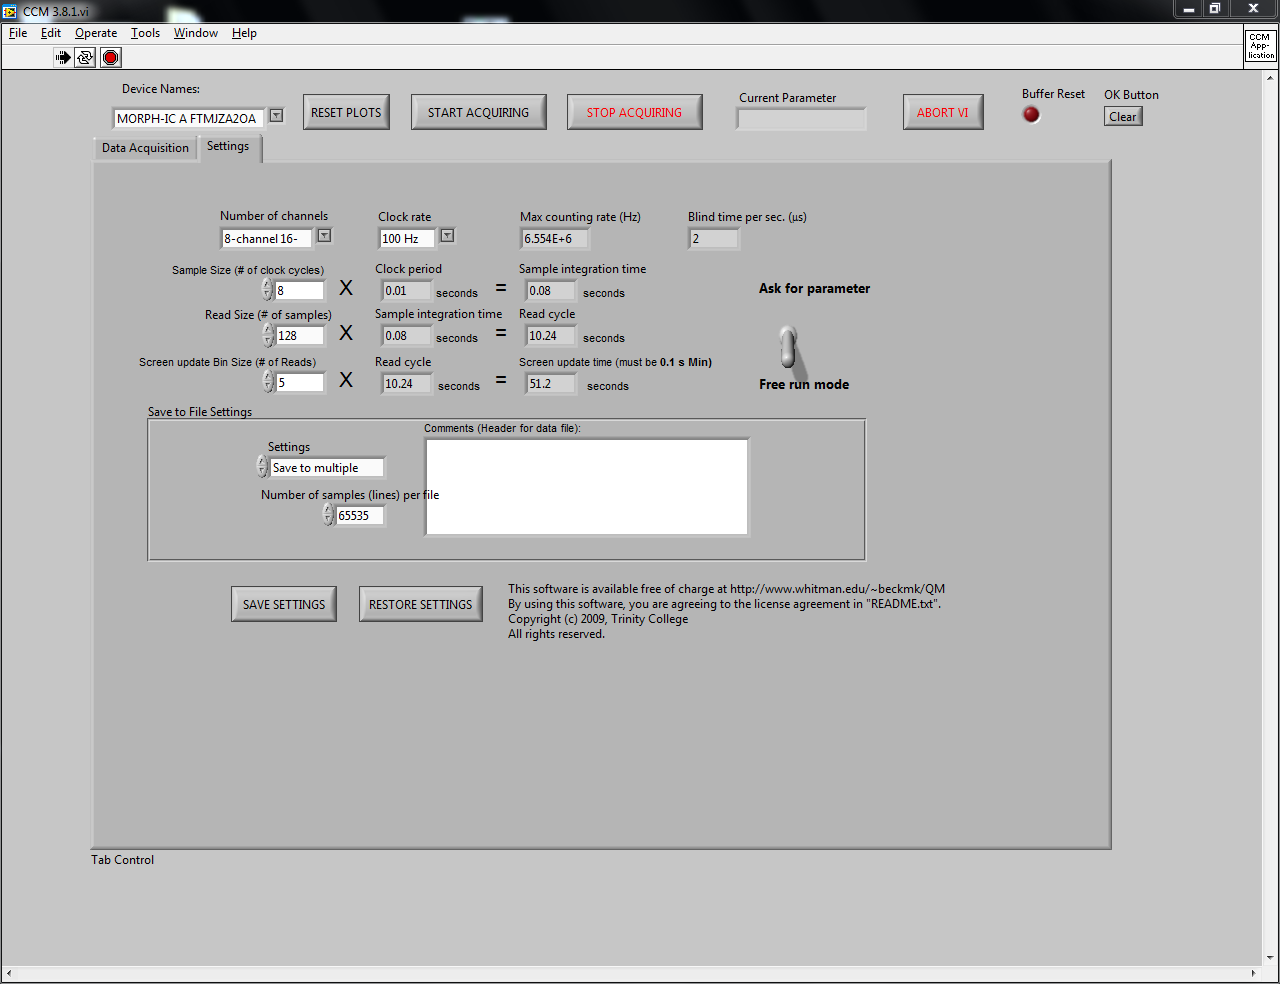 CCM 3.8.1.vi
File Edit Operate Tools Window Help
CCM
App-
lication
Device Names:
MORPH-IC A FTMJZA2OA
RESET PLOTS
START ACQUIRING
STOP ACQUIRING
Current Parameter
ABORT VI
Buffer Reset
OK Button
Clear
Data Acquisition
Settings
Number of channels
8-channel 16-
Clock rate
100 Hz
Max counting rate (Hz)
6.554E+6
Blind time per sec. (µs)
2
Sample Size (# of clock cycles)
8
X
Clock period
0.01 seconds
=
Sample integration time
0.08 seconds
Read Size (# of samples)
128
X
Sample integration time
0.08 seconds
=
Read cycle
10.24 seconds
Screen update Bin Size (# of Reads)
5
X
Read cycle
10.24 seconds
=
Screen update time (must be 0.1 s Min)
51.2 seconds
Ask for parameter
Free run mode
Save to File Settings
Settings
Save to multiple
Number of samples (lines) per file
65535
Comments (Header for data file):
SAVE SETTINGS
RESTORE SETTINGS
This software is available free of charge at http://www.whitman.edu/~beckmk/QM
By using this software, you are agreeing to the license agreement in "README.txt".
Copyright (c) 2009, Trinity College
All rights reserved.
Tab Control